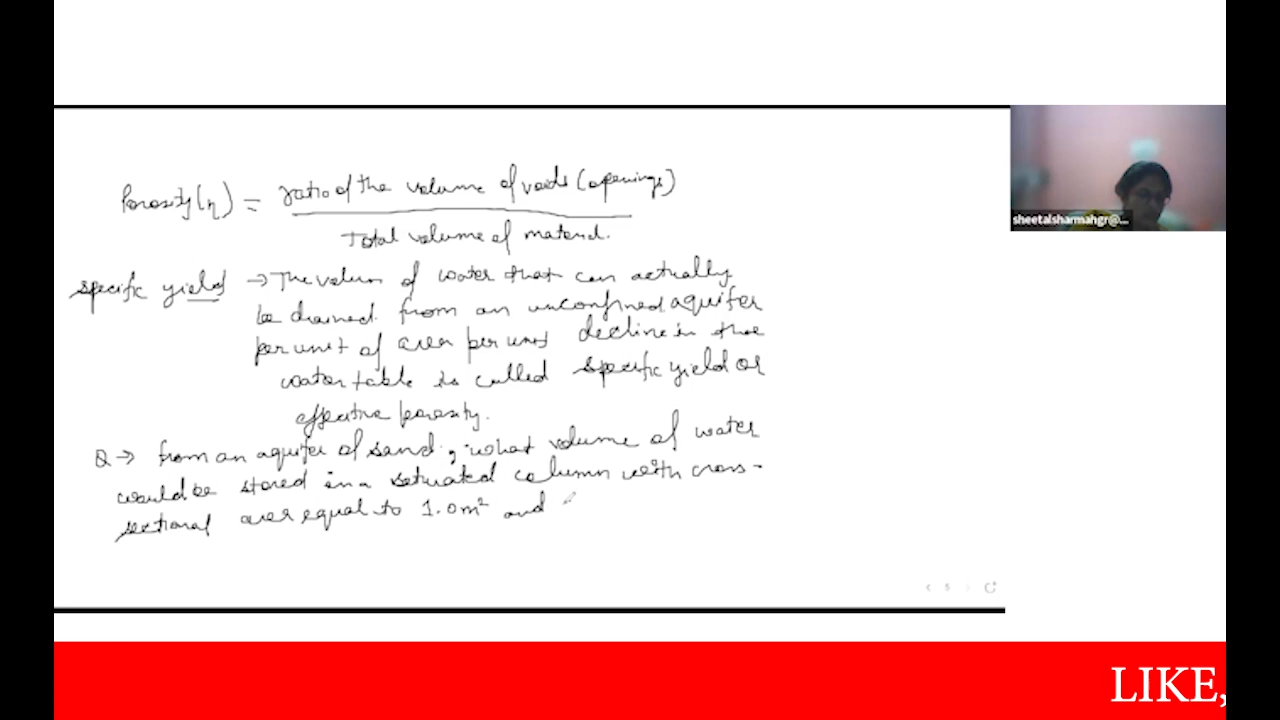 Porosity(η) = ratio of the volume of voids (openings)
Total volume of material.
specific yield → The volum of water that can actually
be drained from an unconfined aquifer
per unit of area per unit decline in the
water table is called specific yield or
effective porosity.
Q → from an aquifer of sand, what volume of water
would be stored in a saturated column with cross-
sectional area equal to 1.0m² and
sheetalsharmahgr@...
< 5 >
LIKE,